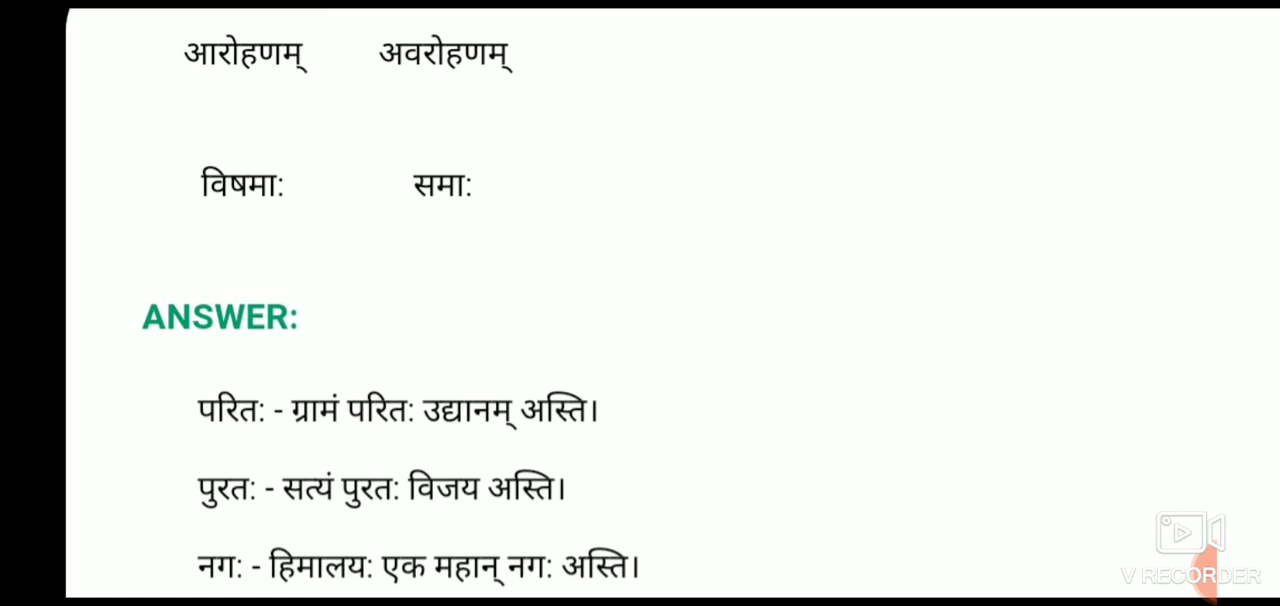 आरोहणम् अवरोहणम्
विषमा: समा:
ANSWER:
परित: - ग्रामं परित: उद्यानम् अस्ति।
पुरत: - सत्यं पुरत: विजय अस्ति।
नग: - हिमालय: एक महान् नग: अस्ति।
V RECORDER